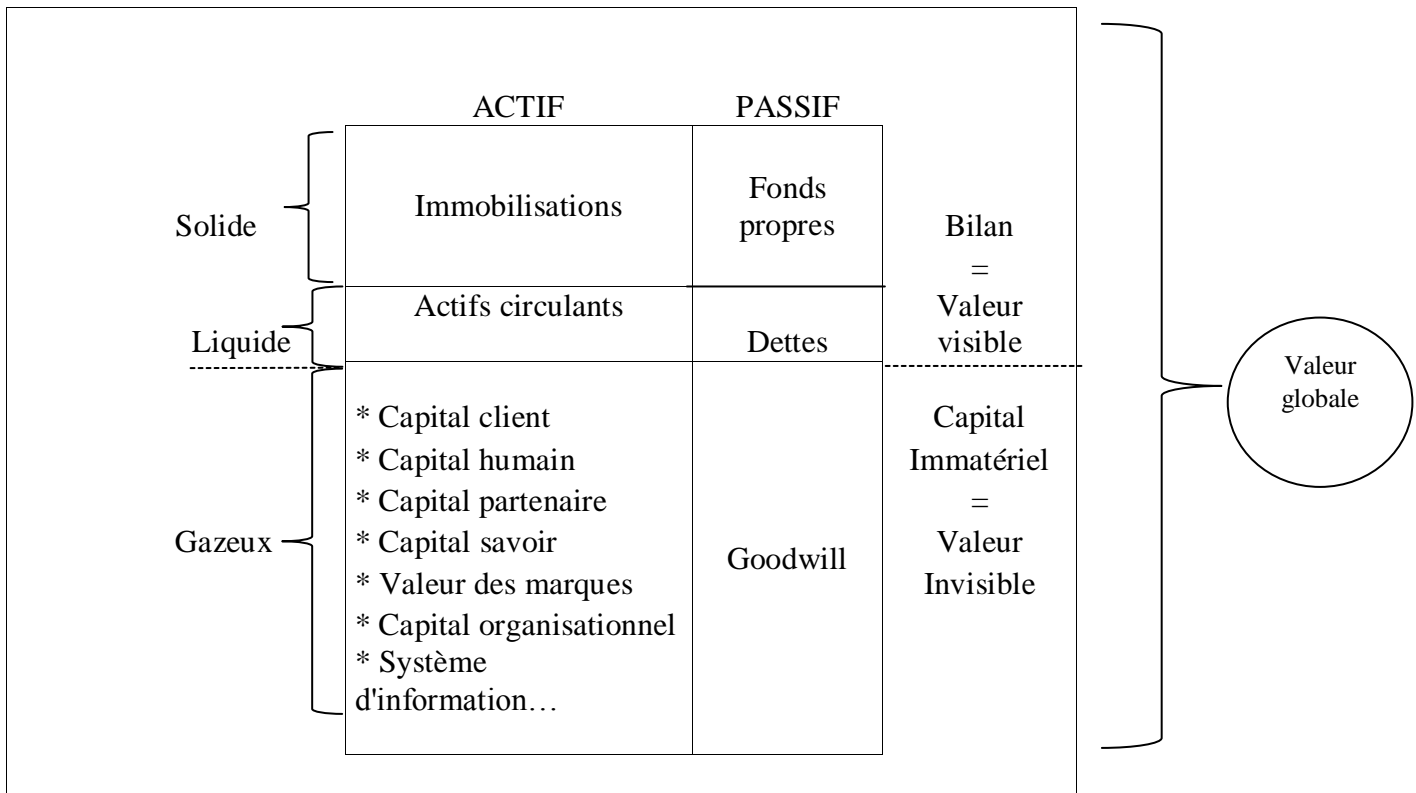 ACTIF
PASSIF
Solide
Immobilisations
Fonds
propres
Bilan
=
Valeur
visible
Liquide
Actifs circulants
Dettes
Valeur
globale
Gazeux
* Capital client
* Capital humain
* Capital partenaire
* Capital savoir
* Valeur des marques
* Capital organisationnel
* Système
d'information…
Goodwill
Capital
Immatériel
=
Valeur
Invisible